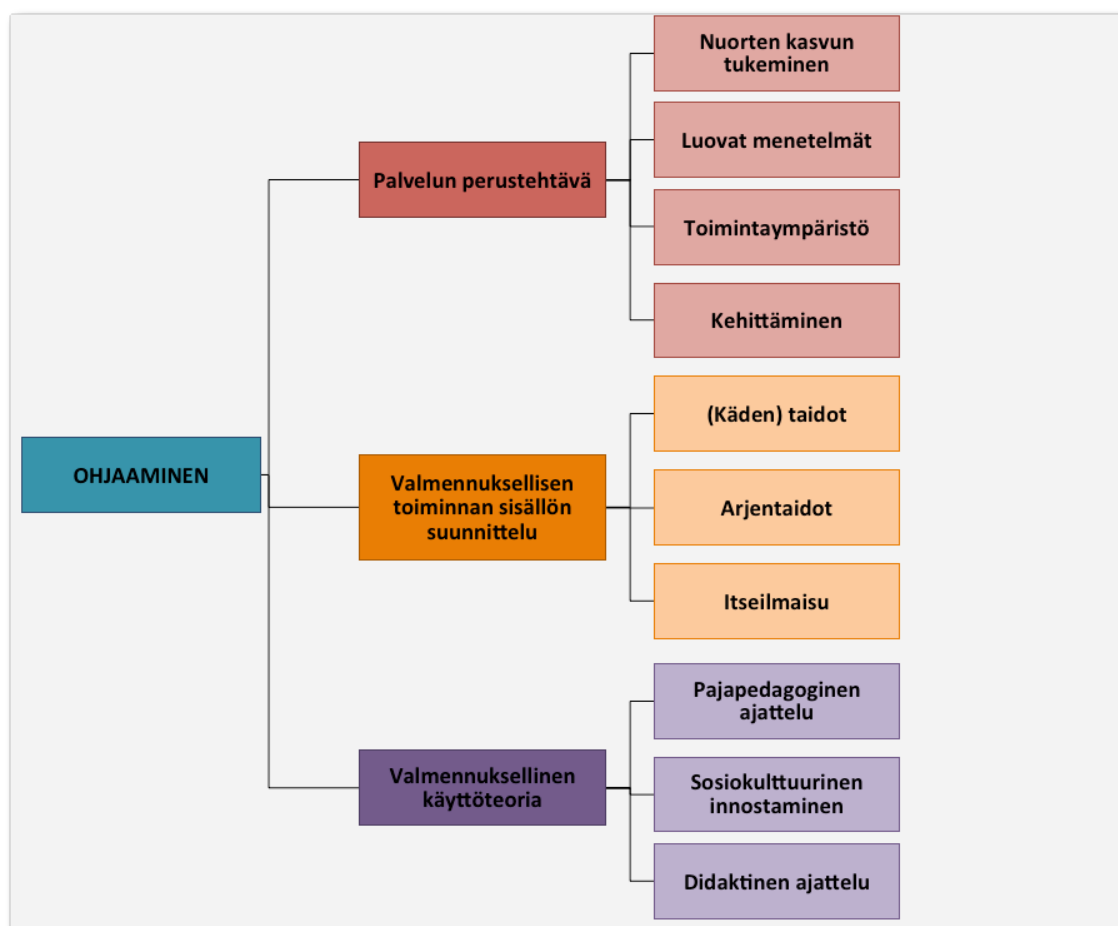 OHJAAMINEN
Palvelun perustehtävä
Nuorten kasvun
tukeminen
Luovat menetelmät
Toimintaympäristö
Kehittäminen
Valmennuksellisen
toiminnan sisällön
suunnittelu
(Käden) taidot
Arjentaidot
Itseilmaisu
Valmennuksellinen
käyttöteoria
Pajapedagoginen
ajattelu
Sosiokulttuurinen
innostaminen
Didaktinen ajattelu